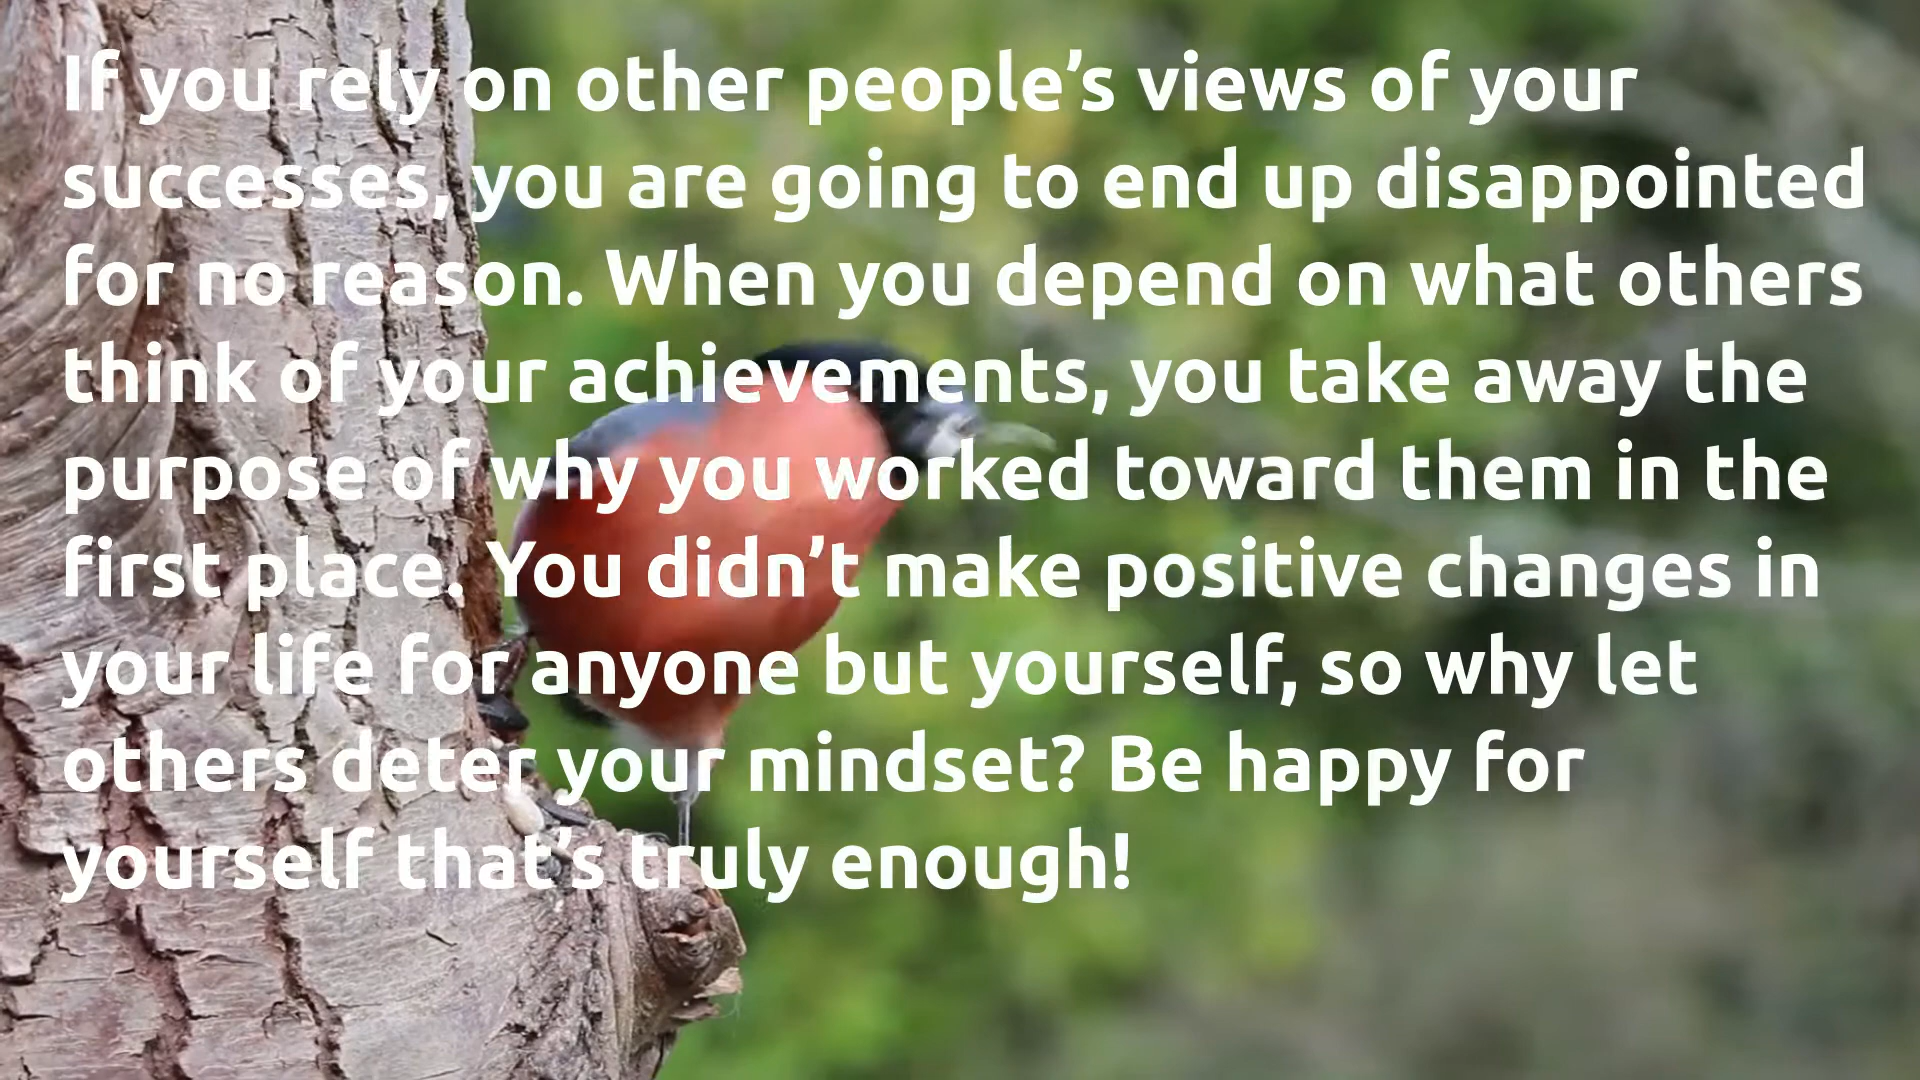 If you rely on other people’s views of your
successes, you are going to end up disappointed
for no reason. When you depend on what others
think of your achievements, you take away the
purpose of why you worked toward them in the
first place. You didn’t make positive changes in
your life for anyone but yourself, so why let
others deter your mindset? Be happy for
yourself that’s truly enough!